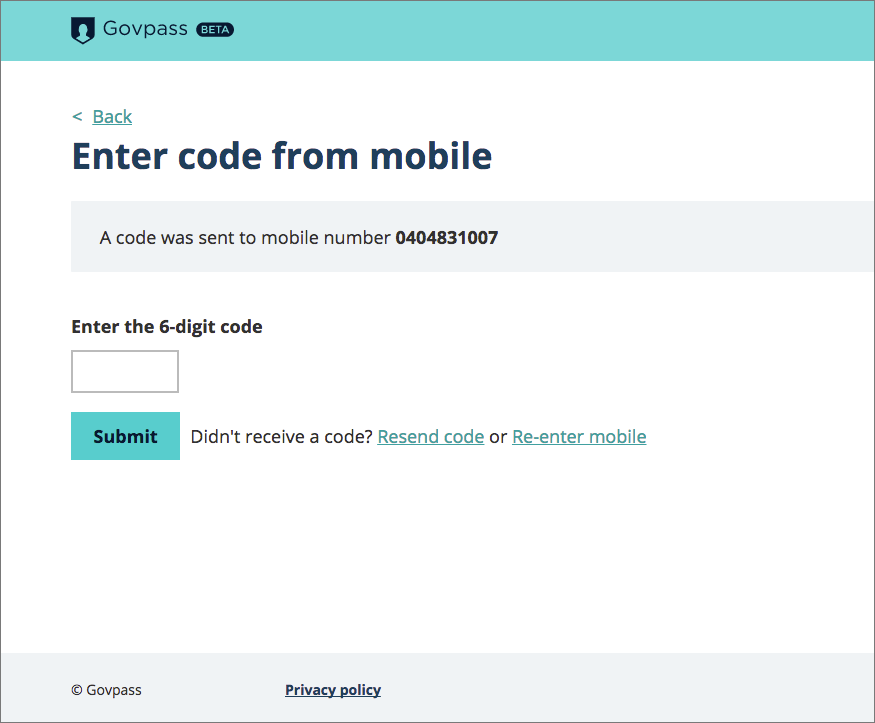 Govpass BETA
< Back
Enter code from mobile
A code was sent to mobile number 0404831007
Enter the 6-digit code
Submit Didn't receive a code? Resend code or Re-enter mobile
© Govpass Privacy policy